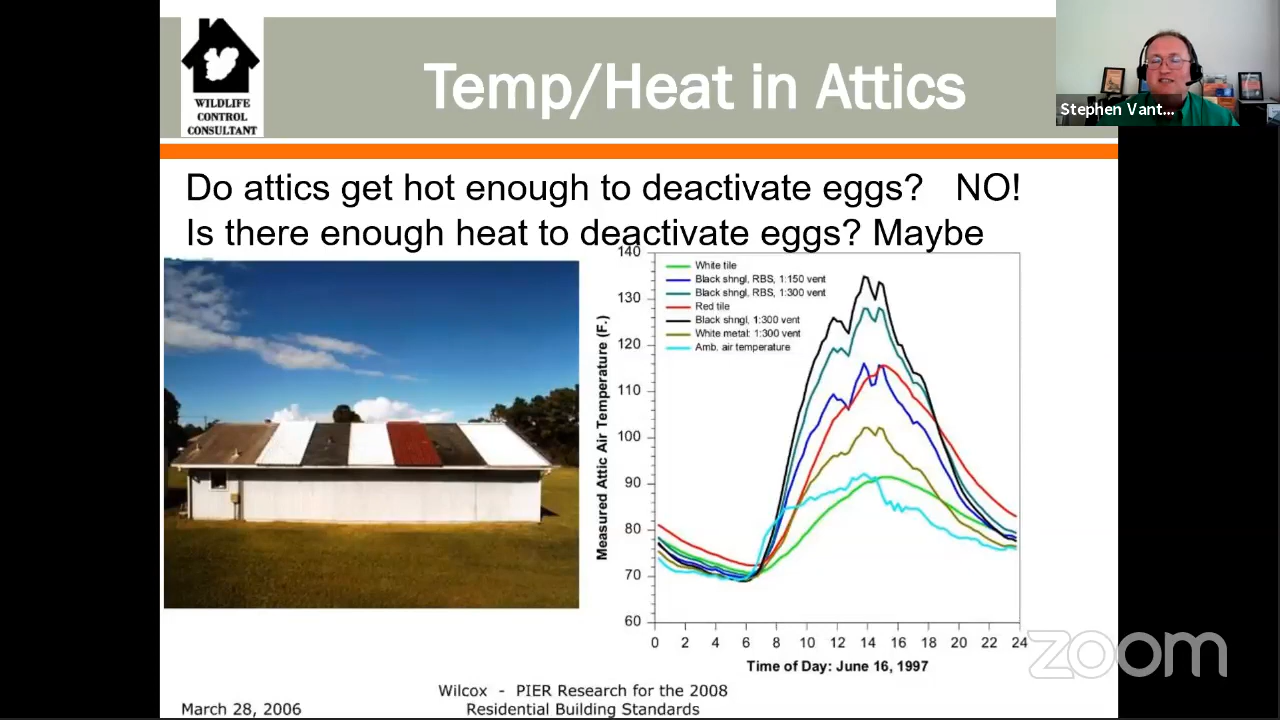 WILDLIFE
CONTROL
CONSULTANT
Temp/Heat in Attics
Stephen Vant...
Do attics get hot enough to deactivate eggs? NO!
Is there enough heat to deactivate eggs? Maybe
140
130
120
110
100
90
80
70
60
Measured Attic Air Temperature (F.)
White tile
Black shngl, RBS, 1:150 vent
Black shngl, RBS, 1:300 vent
Red tile
Black shngl, 1:300 vent
White metal: 1:300 vent
Amb. air temperature
0 2 4 6 8 10 12 14 16 18 20 22 24
Time of Day: June 16, 1997
zoom
Wilcox - PIER Research for the 2008
Residential Building Standards
March 28, 2006